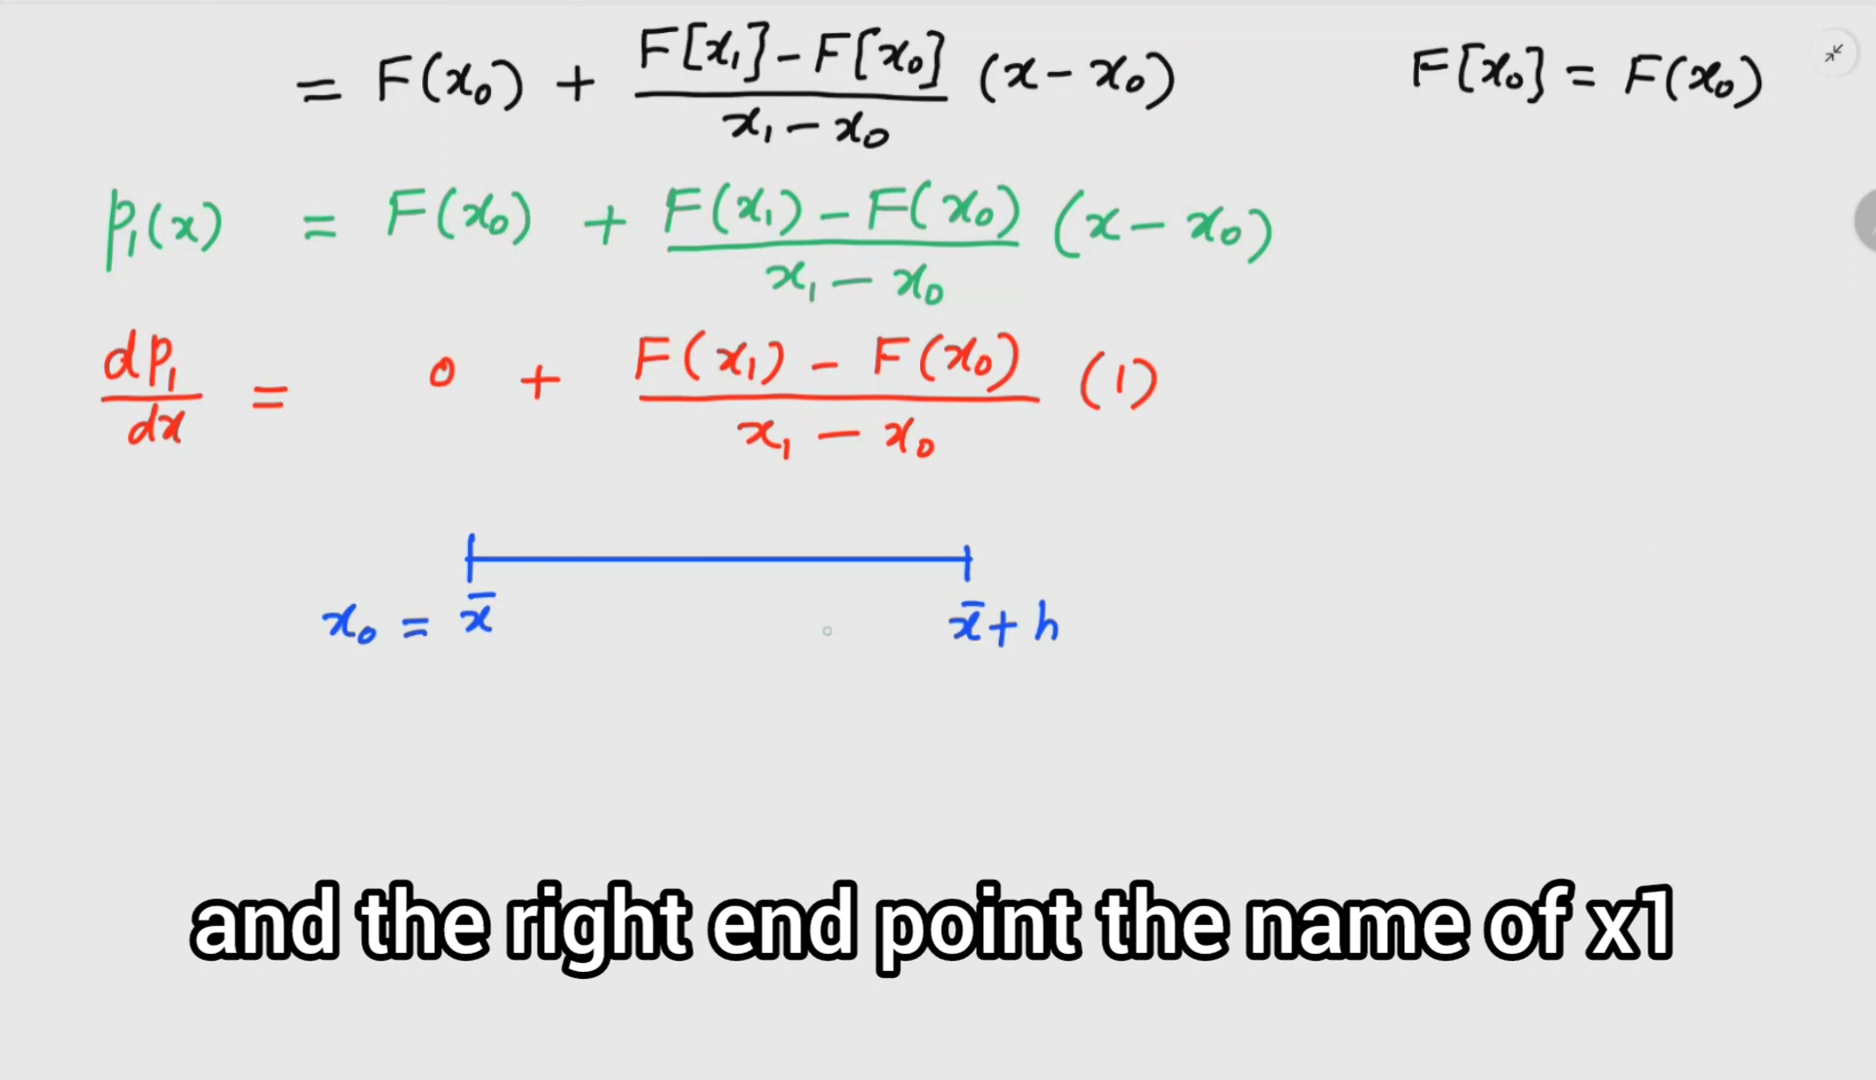 = F(x₀) + F[x₁] - F[x₀] / x₁ - x₀ (x - x₀) F[x₀] = F(x₀)
p₁(x) = F(x₀) + F(x₁) - F(x₀) / x₁ - x₀ (x - x₀)
dp₁/dx = 0 + F(x₁) - F(x₀) / x₁ - x₀ (1)
x₀ = x̄ x̄ + h
and the right end point the name of x1